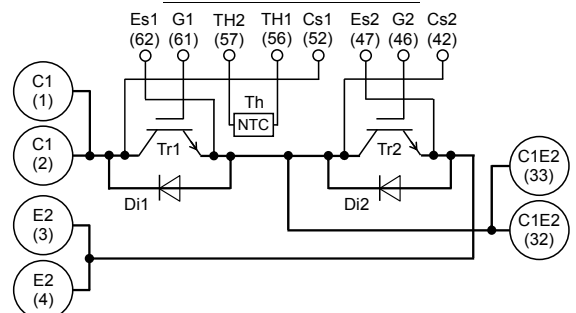 Es1 G1 TH2 TH1 Cs1 Es2 G2 Cs2
(62) (61) (57) (56) (52) (47) (46) (42)
C1
(1)
Th
NTC
C1
(2)
Tr1
Tr2
C1E2
(33)
Di1
Di2
E2
(3)
C1E2
(32)
E2
(4)